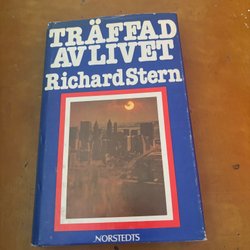 TRÄFFAD
AV LIVET
Richard Stern
NORSTEDTS